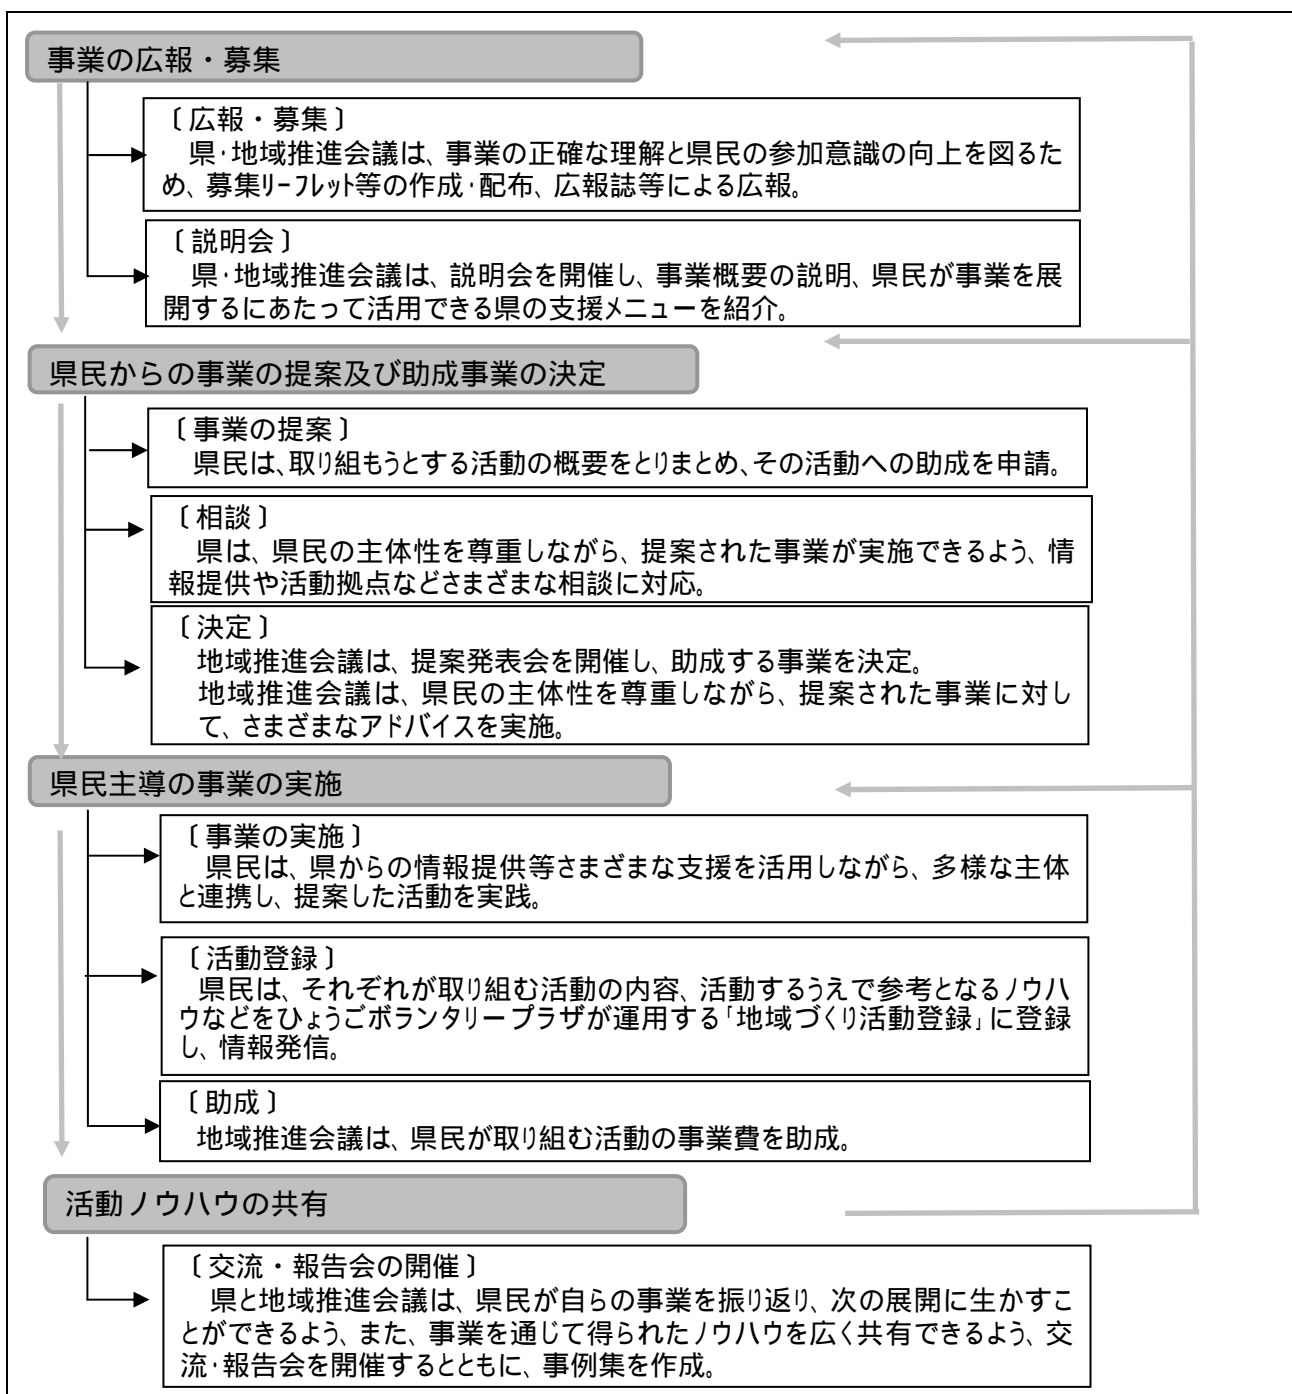 事業の広報・募集
〔広報・募集〕
県・地域推進会議は、事業の正確な理解と県民の参加意識の向上を図るた
め、募集ﾘｰﾌﾚｯﾄ等の作成・配布、広報誌等による広報。
〔説明会〕
県・地域推進会議は、説明会を開催し、事業概要の説明、県民が事業を展
開するにあたって活用できる県の支援メニューを紹介。
県民からの事業の提案及び助成事業の決定
〔事業の提案〕
県民は、取り組もうとする活動の概要をとりまとめ、その活動への助成を申請。
〔相談〕
県は、県民の主体性を尊重しながら、提案された事業が実施できるよう、情
報提供や活動拠点などさまざまな相談に対応。
〔決定〕
地域推進会議は、提案発表会を開催し、助成する事業を決定。
地域推進会議は、県民の主体性を尊重しながら、提案された事業に対し
て、さまざまなアドバイスを実施。
県民主導の事業の実施
〔事業の実施〕
県民は、県からの情報提供等さまざまな支援を活用しながら、多様な主体
と連携し、提案した活動を実践。
〔活動登録〕
県民は、それぞれが取り組む活動の内容、活動するうえで参考となるノウハ
ウなどをひょうごボランタリープラザが運用する「地域づくり活動登録」に登録
し、情報発信。
〔助成〕
地域推進会議は、県民が取り組む活動の事業費を助成。
活動ノウハウの共有
〔交流・報告会の開催〕
県と地域推進会議は、県民が自らの事業を振り返り、次の展開に生かすこ
とができるよう、また、事業を通じて得られたノウハウを広く共有できるよう、交
流・報告会を開催するとともに、事例集を作成。